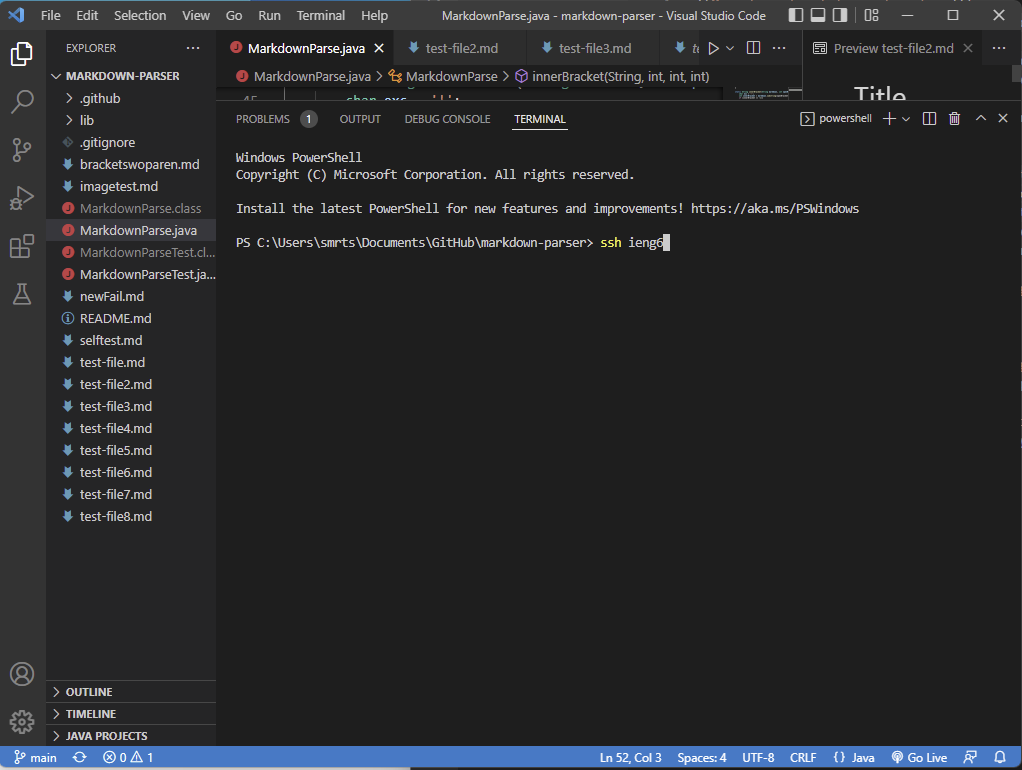 File Edit Selection View Go Run Terminal Help MarkdownParse.java - markdown-parser - Visual Studio Code
EXPLORER
MARKDOWN-PARSER
.github
lib
.gitignore
bracketswoparen.md
imagetest.md
MarkdownParse.class
MarkdownParse.java
MarkdownParseTest.cl...
MarkdownParseTest.ja...
newFail.md
README.md
selftest.md
test-file.md
test-file2.md
test-file3.md
test-file4.md
test-file5.md
test-file6.md
test-file7.md
test-file8.md
OUTLINE
TIMELINE
JAVA PROJECTS
MarkdownParse.java test-file2.md test-file3.md Preview test-file2.md
MarkdownParse.java > MarkdownParse > innerBracket(String, int, int, int)
Title
PROBLEMS 1 OUTPUT DEBUG CONSOLE TERMINAL powershell
Windows PowerShell
Copyright (C) Microsoft Corporation. All rights reserved.
Install the latest PowerShell for new features and improvements! https://aka.ms/PSWindows
PS C:\Users\smrts\Documents\GitHub\markdown-parser> ssh ieng6
main 0 1 Ln 52, Col 3 Spaces: 4 UTF-8 CRLF {} Java Go Live